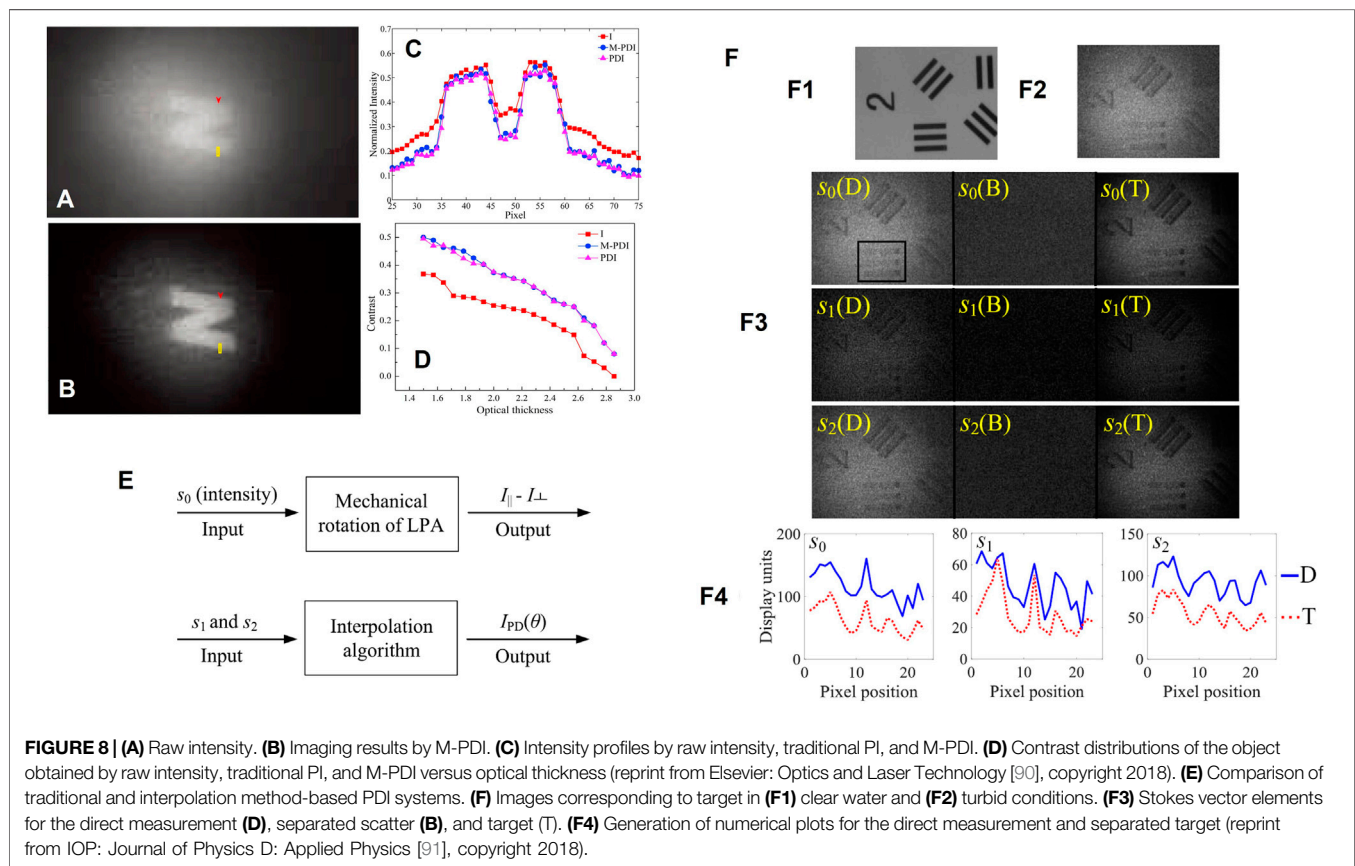 A
B
C
I
M-PDI
PDI
Normalized Intensity
0.7
0.6
0.5
0.4
0.3
0.2
0.1
0.0
25 30 35 40 45 50 55 60 65 70 75
Pixel
D
I
M-PDI
PDI
Contrast
0.5
0.4
0.3
0.2
0.1
0.0
1.4 1.6 1.8 2.0 2.2 2.4 2.6 2.8 3.0
Optical thickness
E
s0 (intensity)
Input
Mechanical
rotation of LPA
I∥ - I⊥
Output
s1 and s2
Input
Interpolation
algorithm
IPD(θ)
Output
F
F1
2
F2
2
F3
s0(D) s0(B) s0(T)
s1(D) s1(B) s1(T)
s2(D) s2(B) s2(T)
F4
Display units
s0
200
100
0
0 10 20
Pixel position
s1
80
60
40
20
0
0 10 20
Pixel position
s2
150
100
50
0
0 10 20
Pixel position
D
T
FIGURE 8 | (A) Raw intensity. (B) Imaging results by M-PDI. (C) Intensity profiles by raw intensity, traditional PI, and M-PDI. (D) Contrast distributions of the object
obtained by raw intensity, traditional PI, and M-PDI versus optical thickness (reprint from Elsevier: Optics and Laser Technology [90], copyright 2018). (E) Comparison of
traditional and interpolation method-based PDI systems. (F) Images corresponding to target in (F1) clear water and (F2) turbid conditions. (F3) Stokes vector elements
for the direct measurement (D), separated scatter (B), and target (T). (F4) Generation of numerical plots for the direct measurement and separated target (reprint
from IOP: Journal of Physics D: Applied Physics [91], copyright 2018).